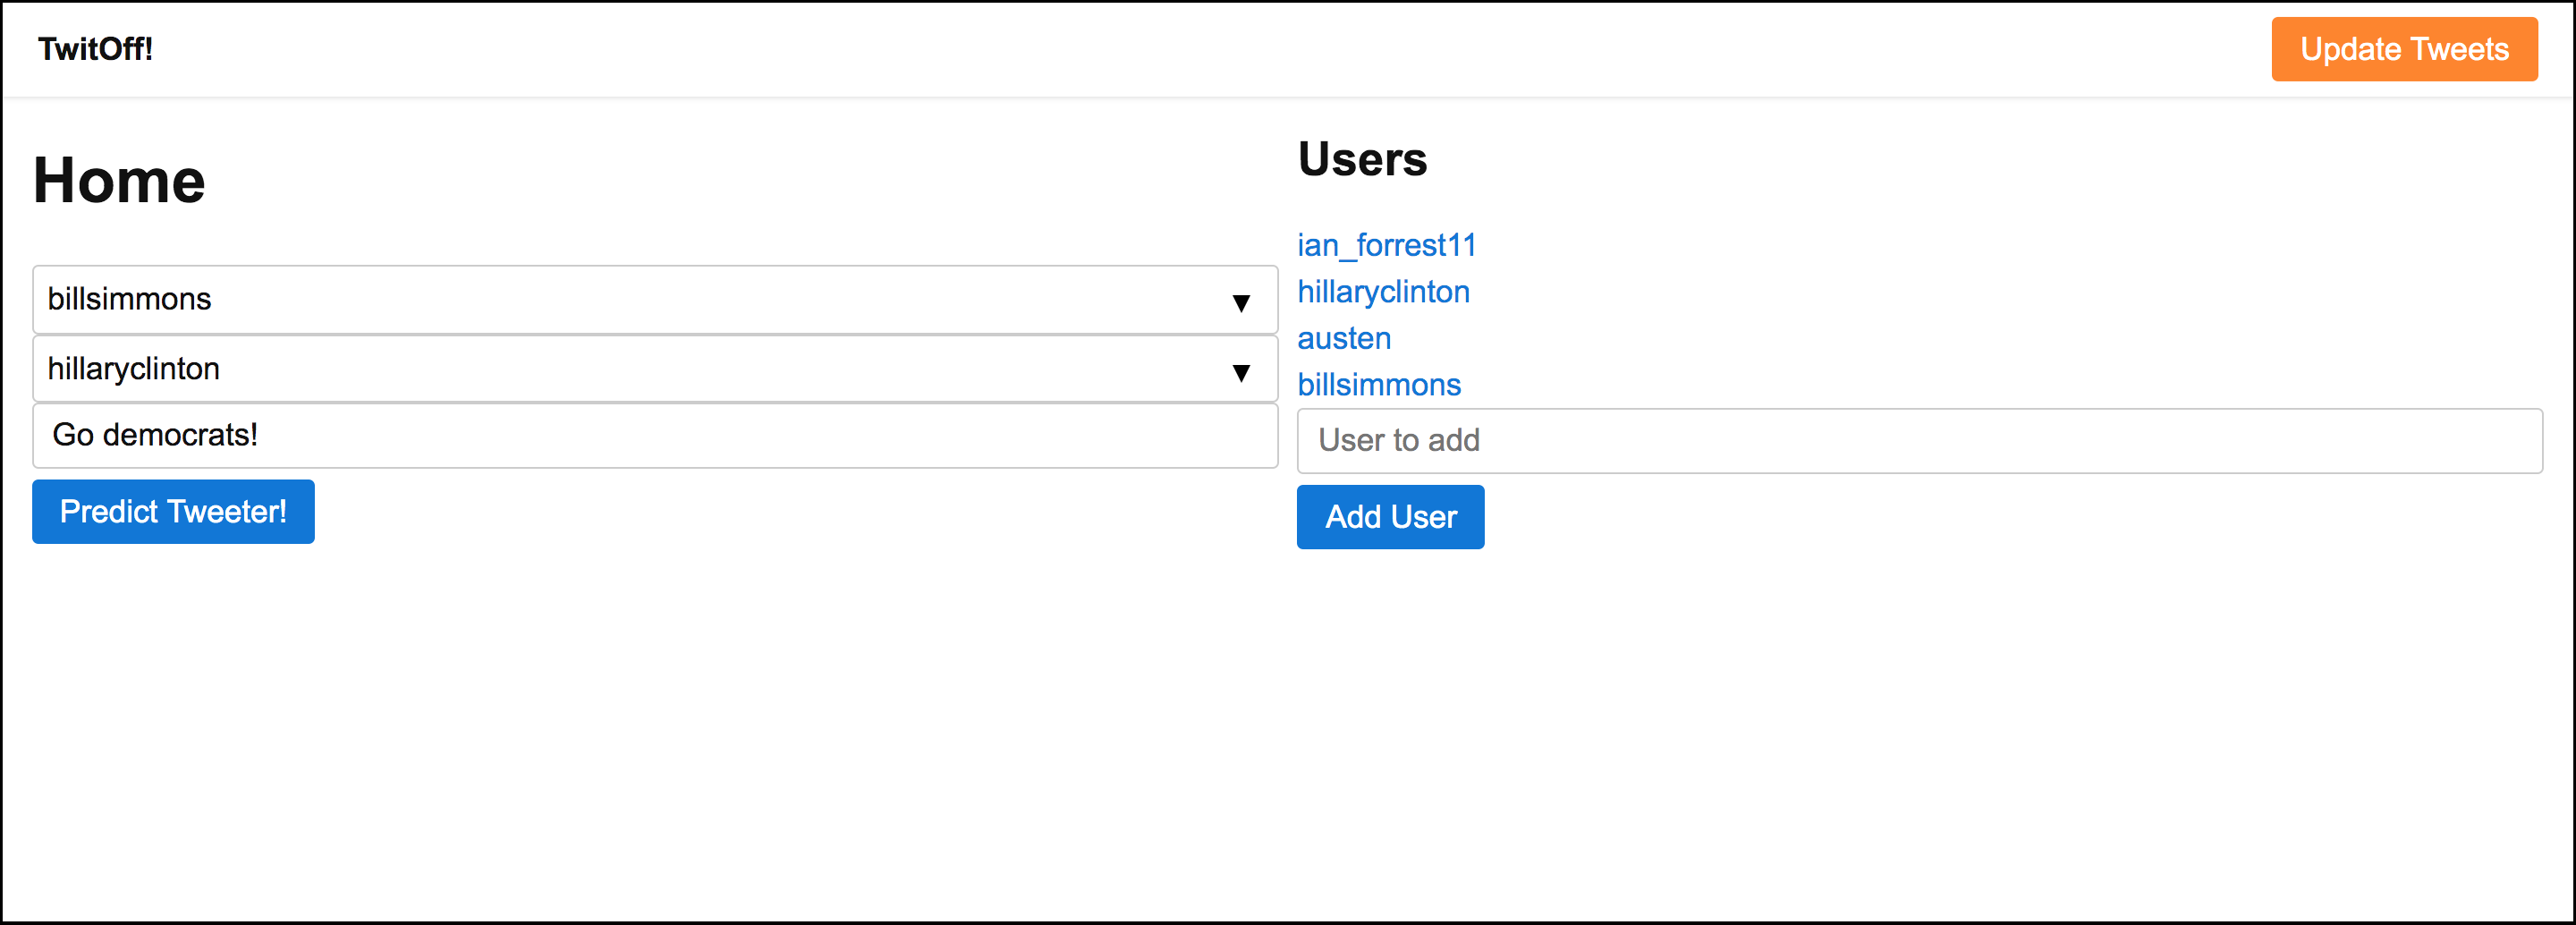 TwitOff!
Update Tweets
Home
billsimmons
hillaryclinton
Go democrats!
Predict Tweeter!
Users
ian_forrest11
hillaryclinton
austen
billsimmons
User to add
Add User